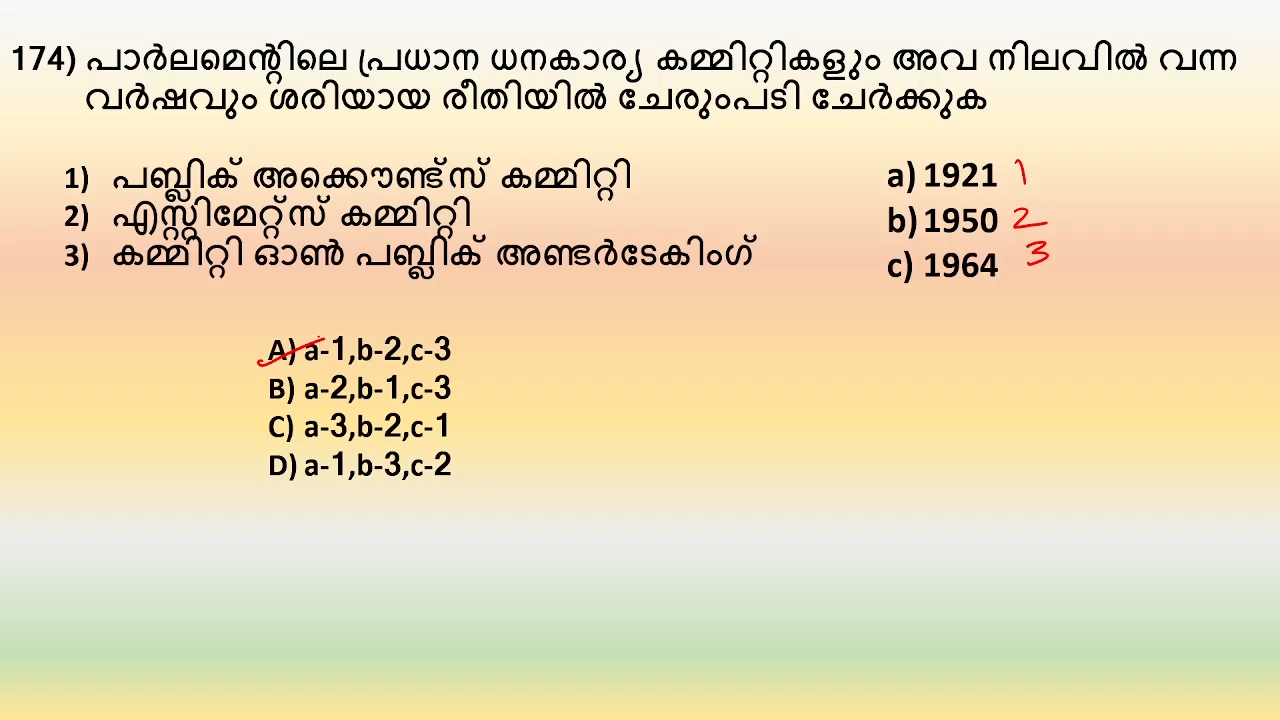 174) പാർലമെന്റിലെ പ്രധാന ധനകാര്യ കമ്മിറ്റികളും അവ നിലവിൽ വന്ന
വർഷവും ശരിയായ രീതിയിൽ ചേരുംപടി ചേർക്കുക
1) പബ്ലിക് അക്കൌണ്ട്സ് കമ്മിറ്റി
2) എസ്റ്റിമേറ്റ്സ് കമ്മിറ്റി
3) കമ്മിറ്റി ഓൺ പബ്ലിക് അണ്ടർടേകിംഗ്
a) 1921 1
b) 1950 2
c) 1964 3
A) a-1,b-2,c-3
B) a-2,b-1,c-3
C) a-3,b-2,c-1
D) a-1,b-3,c-2